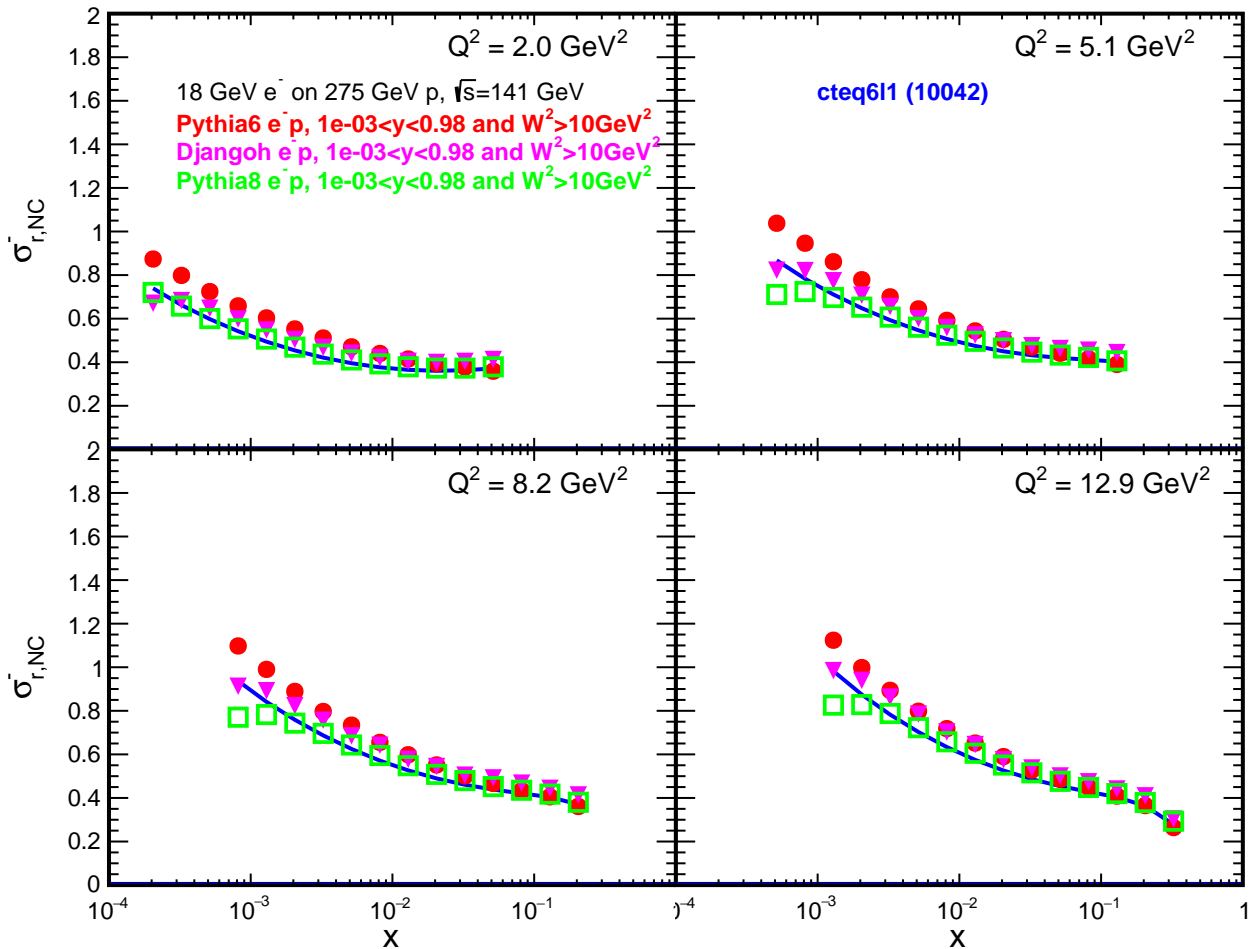 Q² = 2.0 GeV²
18 GeV e⁻ on 275 GeV p, √s=141 GeV
Pythia6 e⁻p, 1e-03<y<0.98 and W²>10GeV²
Djangoh e⁻p, 1e-03<y<0.98 and W²>10GeV²
Pythia8 e⁻p, 1e-03<y<0.98 and W²>10GeV²
2
1.8
1.6
1.4
1.2
1
0.8
0.6
0.4
0.2
σ⁻r,NC
Q² = 5.1 GeV²
cteq6l1 (10042)
Q² = 8.2 GeV²
2
1.8
1.6
1.4
1.2
1
0.8
0.6
0.4
0.2
0
σ⁻r,NC
10⁻⁴ 10⁻³ 10⁻² 10⁻¹
x
Q² = 12.9 GeV²
10⁻³ 10⁻² 10⁻¹ 1
x